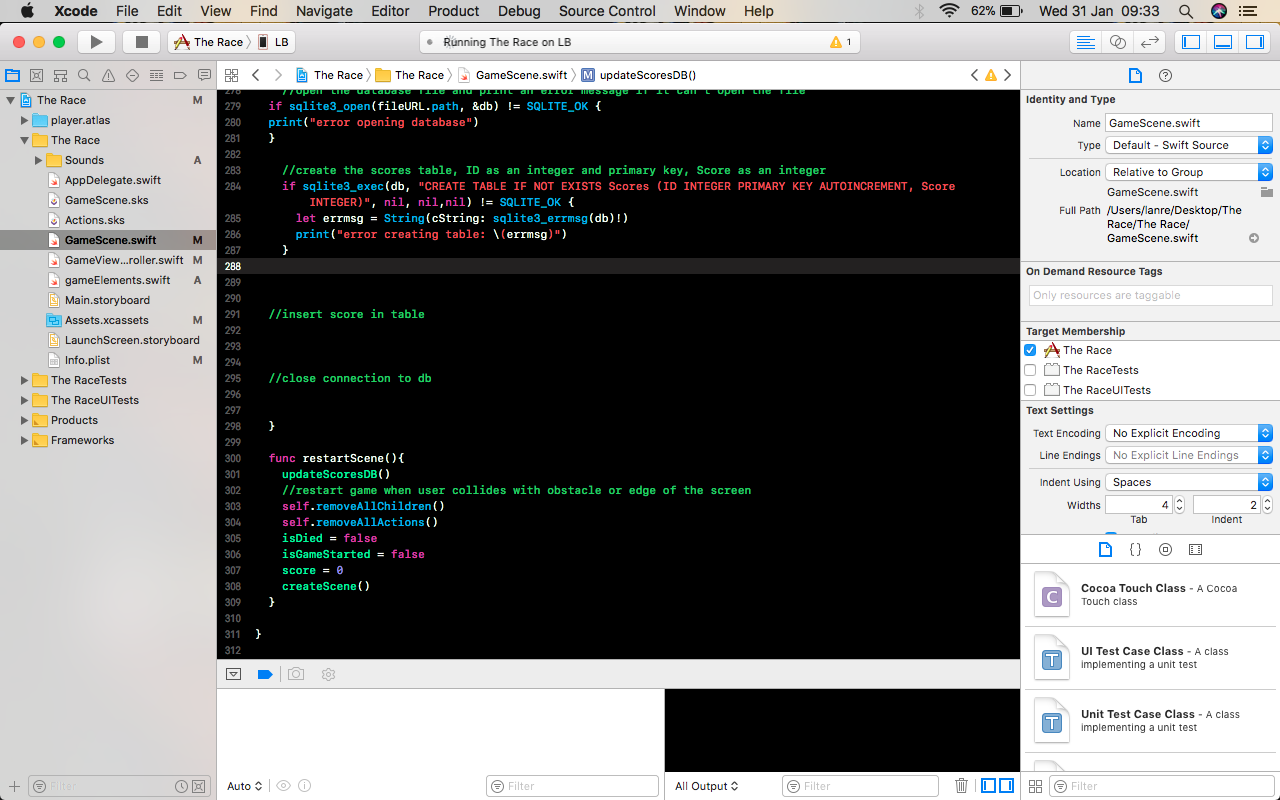 Xcode File Edit View Find Navigate Editor Product Debug Source Control Window Help 62% Wed 31 Jan 09:33
The Race LB
Running The Race on LB
1
The Race The Race GameScene.swift M updateScoresDB()
The Race M
player.atlas
The Race
Sounds A
AppDelegate.swift
GameScene.sks
Actions.sks
GameScene.swift M
GameView...roller.swift M
gameElements.swift A
Main.storyboard
Assets.xcassets M
LaunchScreen.storyboard
Info.plist M
The RaceTests
The RaceUITests
Products
Frameworks
Filter
278 //open the database file and print an error message if it can't open the file
279 if sqlite3_open(fileURL.path, &db) != SQLITE_OK {
280 print("error opening database")
281 }
282
283 //create the scores table, ID as an integer and primary key, Score as an integer
284 if sqlite3_exec(db, "CREATE TABLE IF NOT EXISTS Scores (ID INTEGER PRIMARY KEY AUTOINCREMENT, Score
INTEGER)", nil, nil,nil) != SQLITE_OK {
285 let errmsg = String(cString: sqlite3_errmsg(db)!)
286 print("error creating table: \(errmsg)")
287 }
288
289
290
291 //insert score in table
292
293
294
295 //close connection to db
296
297
298 }
299
300 func restartScene(){
301 updateScoresDB()
302 //restart game when user collides with obstacle or edge of the screen
303 self.removeAllChildren()
304 self.removeAllActions()
305 isDied = false
306 isGameStarted = false
307 score = 0
308 createScene()
309 }
310
311 }
312
Auto
Filter
All Output
Filter
Identity and Type
Name GameScene.swift
Type Default - Swift Source
Location Relative to Group
GameScene.swift
Full Path /Users/lanre/Desktop/The
Race/The Race/
GameScene.swift
On Demand Resource Tags
Only resources are taggable
Target Membership
The Race
The RaceTests
The RaceUITests
Text Settings
Text Encoding No Explicit Encoding
Line Endings No Explicit Line Endings
Indent Using Spaces
Widths 4 2
Tab Indent
{}
C
Cocoa Touch Class - A Cocoa
Touch class
T
UI Test Case Class - A class
implementing a unit test
T
Unit Test Case Class - A class
implementing a unit test
Filter